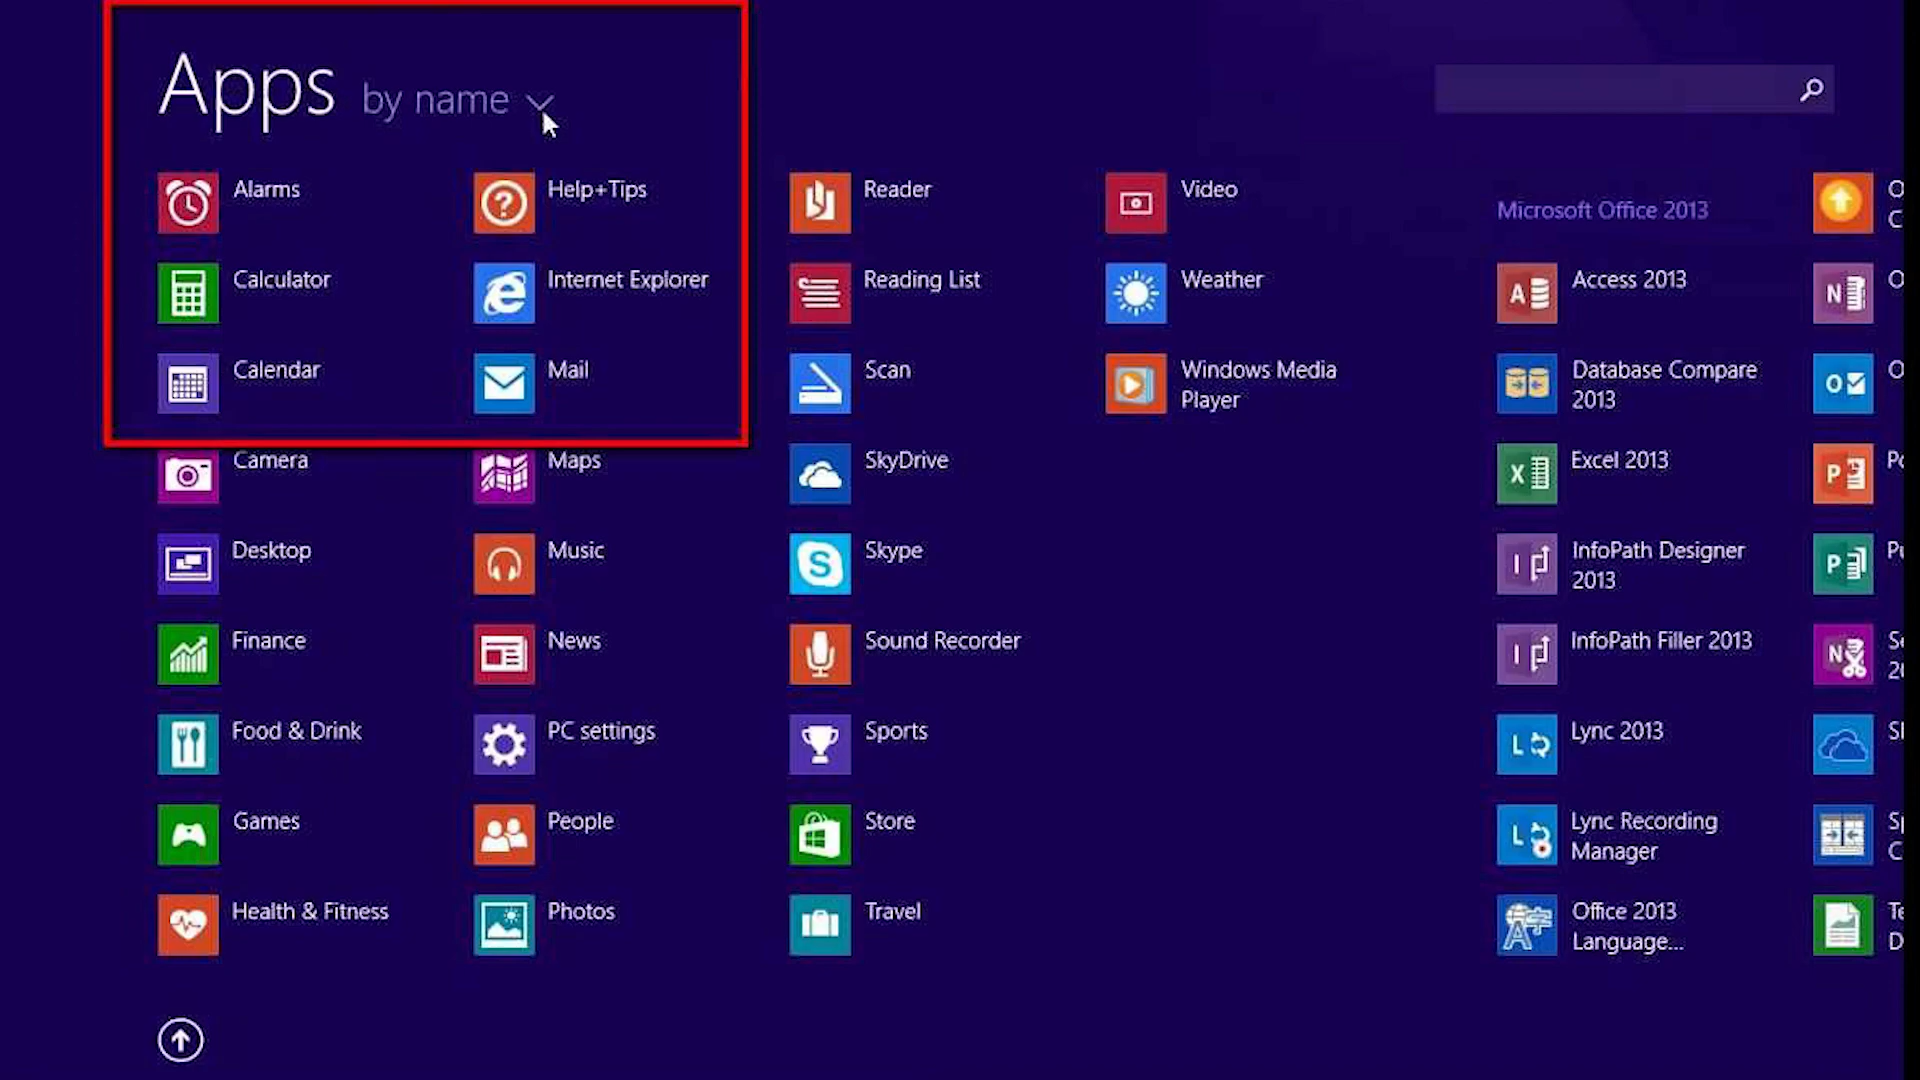 Apps by name
Alarms
Calculator
Calendar
Camera
Desktop
Finance
Food & Drink
Games
Health & Fitness
Help+Tips
Internet Explorer
Mail
Maps
Music
News
PC settings
People
Photos
Reader
Reading List
Scan
SkyDrive
Skype
Sound Recorder
Sports
Store
Travel
Video
Weather
Windows Media
Player
Microsoft Office 2013
Access 2013
Database Compare
2013
Excel 2013
InfoPath Designer
2013
InfoPath Filler 2013
Lync 2013
Lync Recording
Manager
Office 2013
Language...